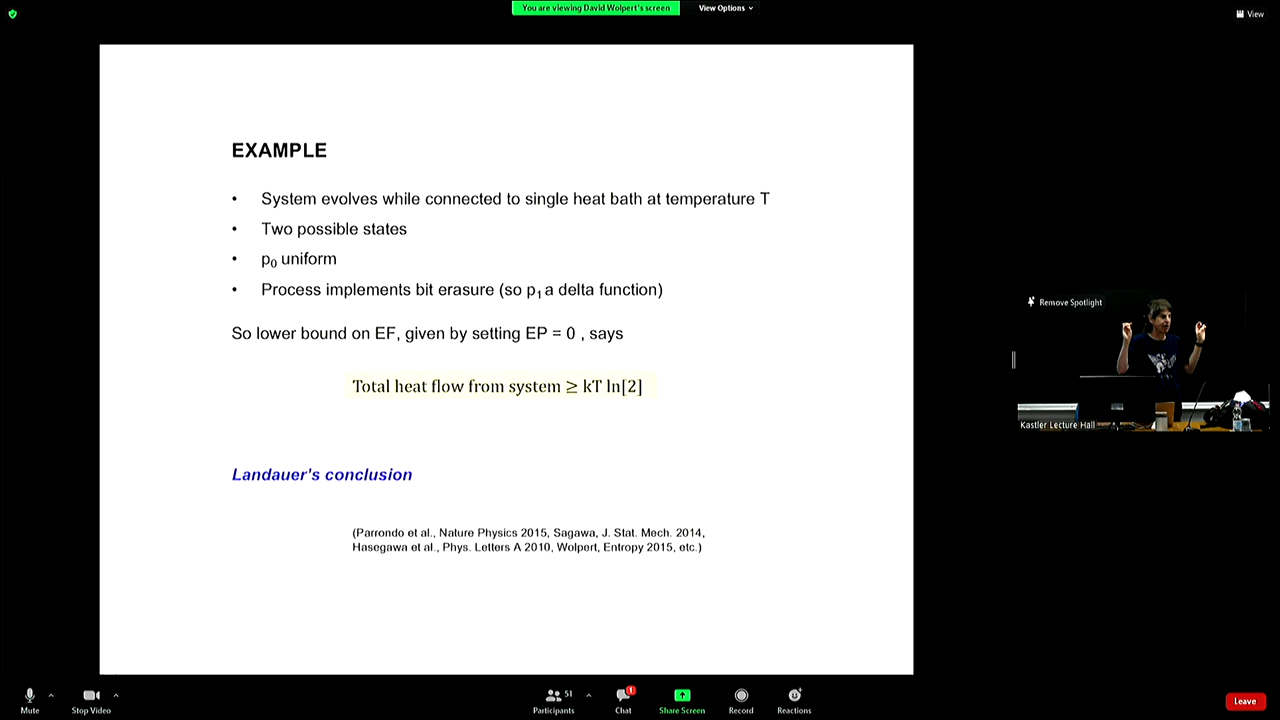 You are viewing David Wolpert's screen
View Options
View
EXAMPLE
• System evolves while connected to single heat bath at temperature T
• Two possible states
• p₀ uniform
• Process implements bit erasure (so p₁ a delta function)
So lower bound on EF, given by setting EP = 0 , says
Total heat flow from system ≥ kT ln[2]
Landauer's conclusion
(Parrondo et al., Nature Physics 2015, Sagawa, J. Stat. Mech. 2014,
Hasegawa et al., Phys. Letters A 2010, Wolpert, Entropy 2015, etc.)
Remove Spotlight
Kastler Lecture Hall
Mute
Stop Video
51
Participants
1
Chat
Share Screen
Record
Reactions
Leave